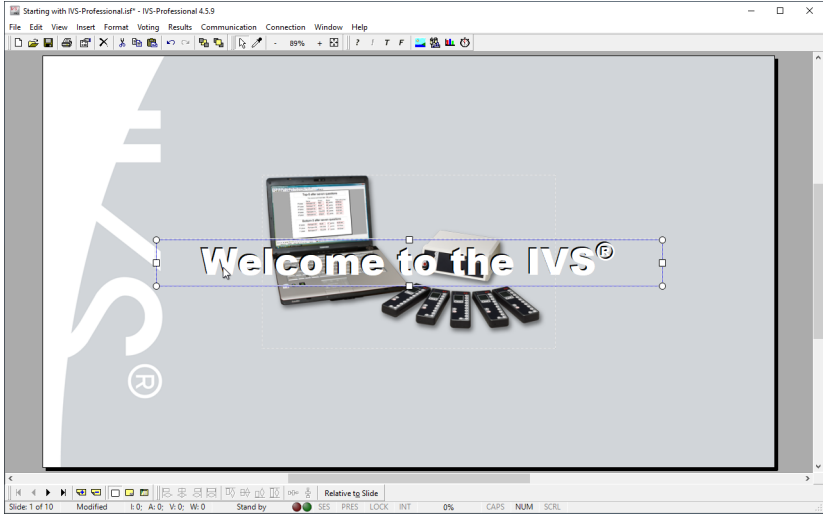 Starting with IVS-Professional.isf* - IVS-Professional 4.5.9
File Edit View Insert Format Voting Results Communication Connection Window Help
- 89% + ? ! T F
IVS®
Welcome to the IVS®
Relative to Slide
Slide: 1 of 10 Modified I: 0; A: 0; V: 0; W: 0 Stand by SES PRES LOCK INT 0% CAPS NUM SCRL